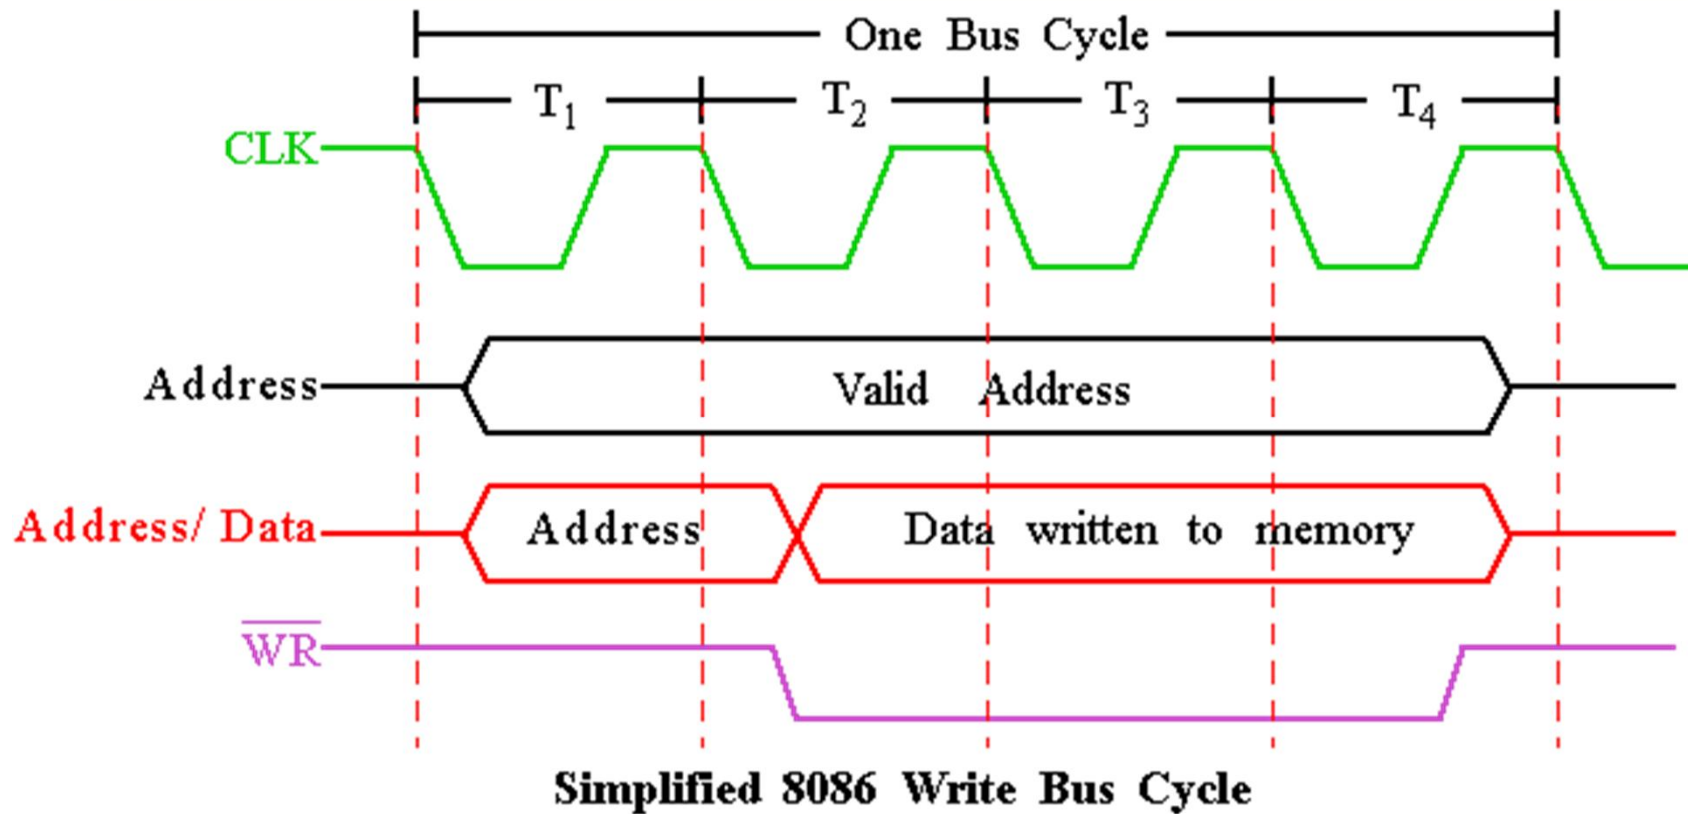 One Bus Cycle
T₁ T₂ T₃ T₄
CLK
Address Valid Address
Address/ Data Address Data written to memory
W̅R̅
Simplified 8086 Write Bus Cycle